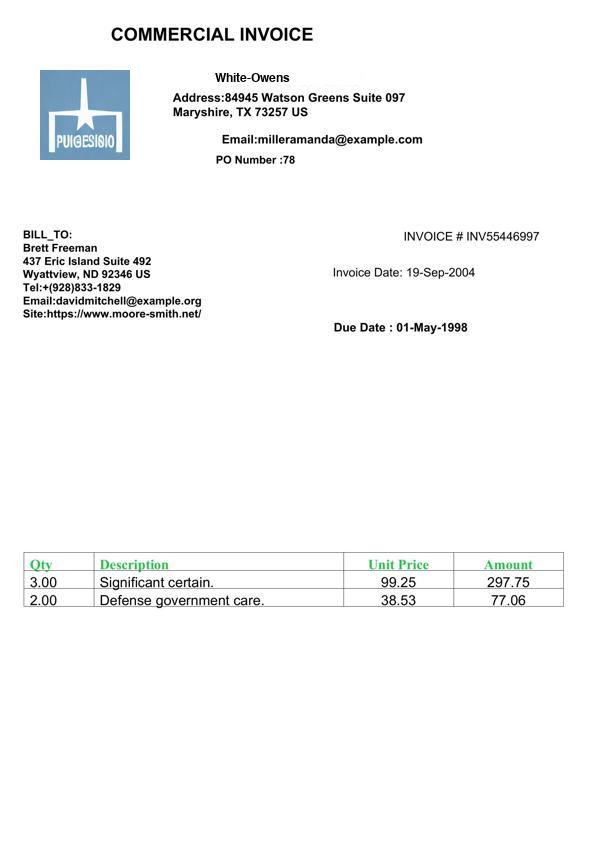 COMMERCIAL INVOICE
PUIGESIGIO
White-Owens
Address:84945 Watson Greens Suite 097
Maryshire, TX 73257 US
Email:milleramanda@example.com
PO Number :78
BILL_TO:
Brett Freeman
437 Eric Island Suite 492
Wyattview, ND 92346 US
Tel:+(928)833-1829
Email:davidmitchell@example.org
Site:https://www.moore-smith.net/
INVOICE # INV55446997
Invoice Date: 19-Sep-2004
Due Date : 01-May-1998
Qty Description Unit Price Amount
3.00 Significant certain. 99.25 297.75
2.00 Defense government care. 38.53 77.06